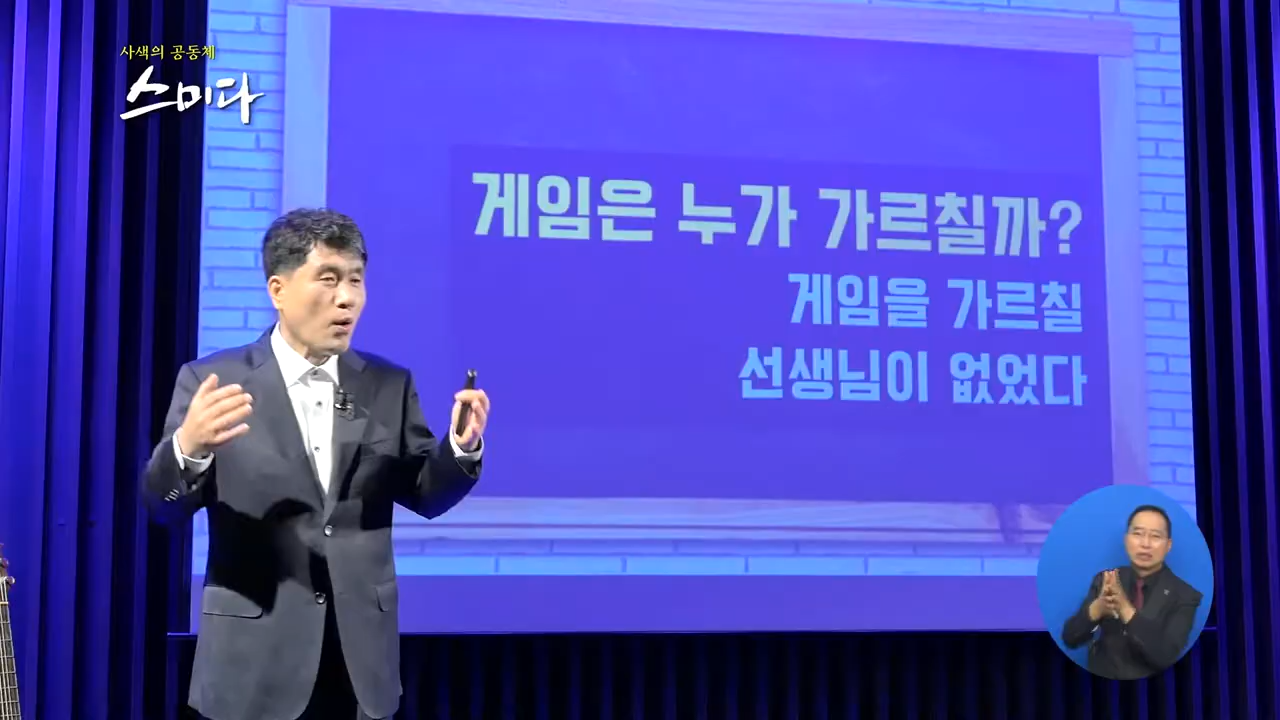 사색의 공동체
스미다
게임은 누가 가르칠까?
게임을 가르칠
선생님이 없었다